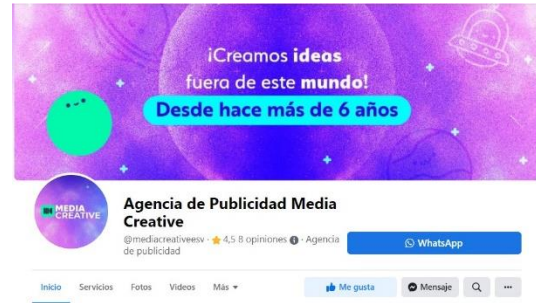 ¡Creamos ideas
fuera de este mundo!
Desde hace más de 6 años
MEDIA
CREATIVE
Agencia de Publicidad Media
Creative
@mediacreativeesv · 4,5 8 opiniones · Agencia
de publicidad
WhatsApp
Inicio Servicios Fotos Videos Más Me gusta Mensaje